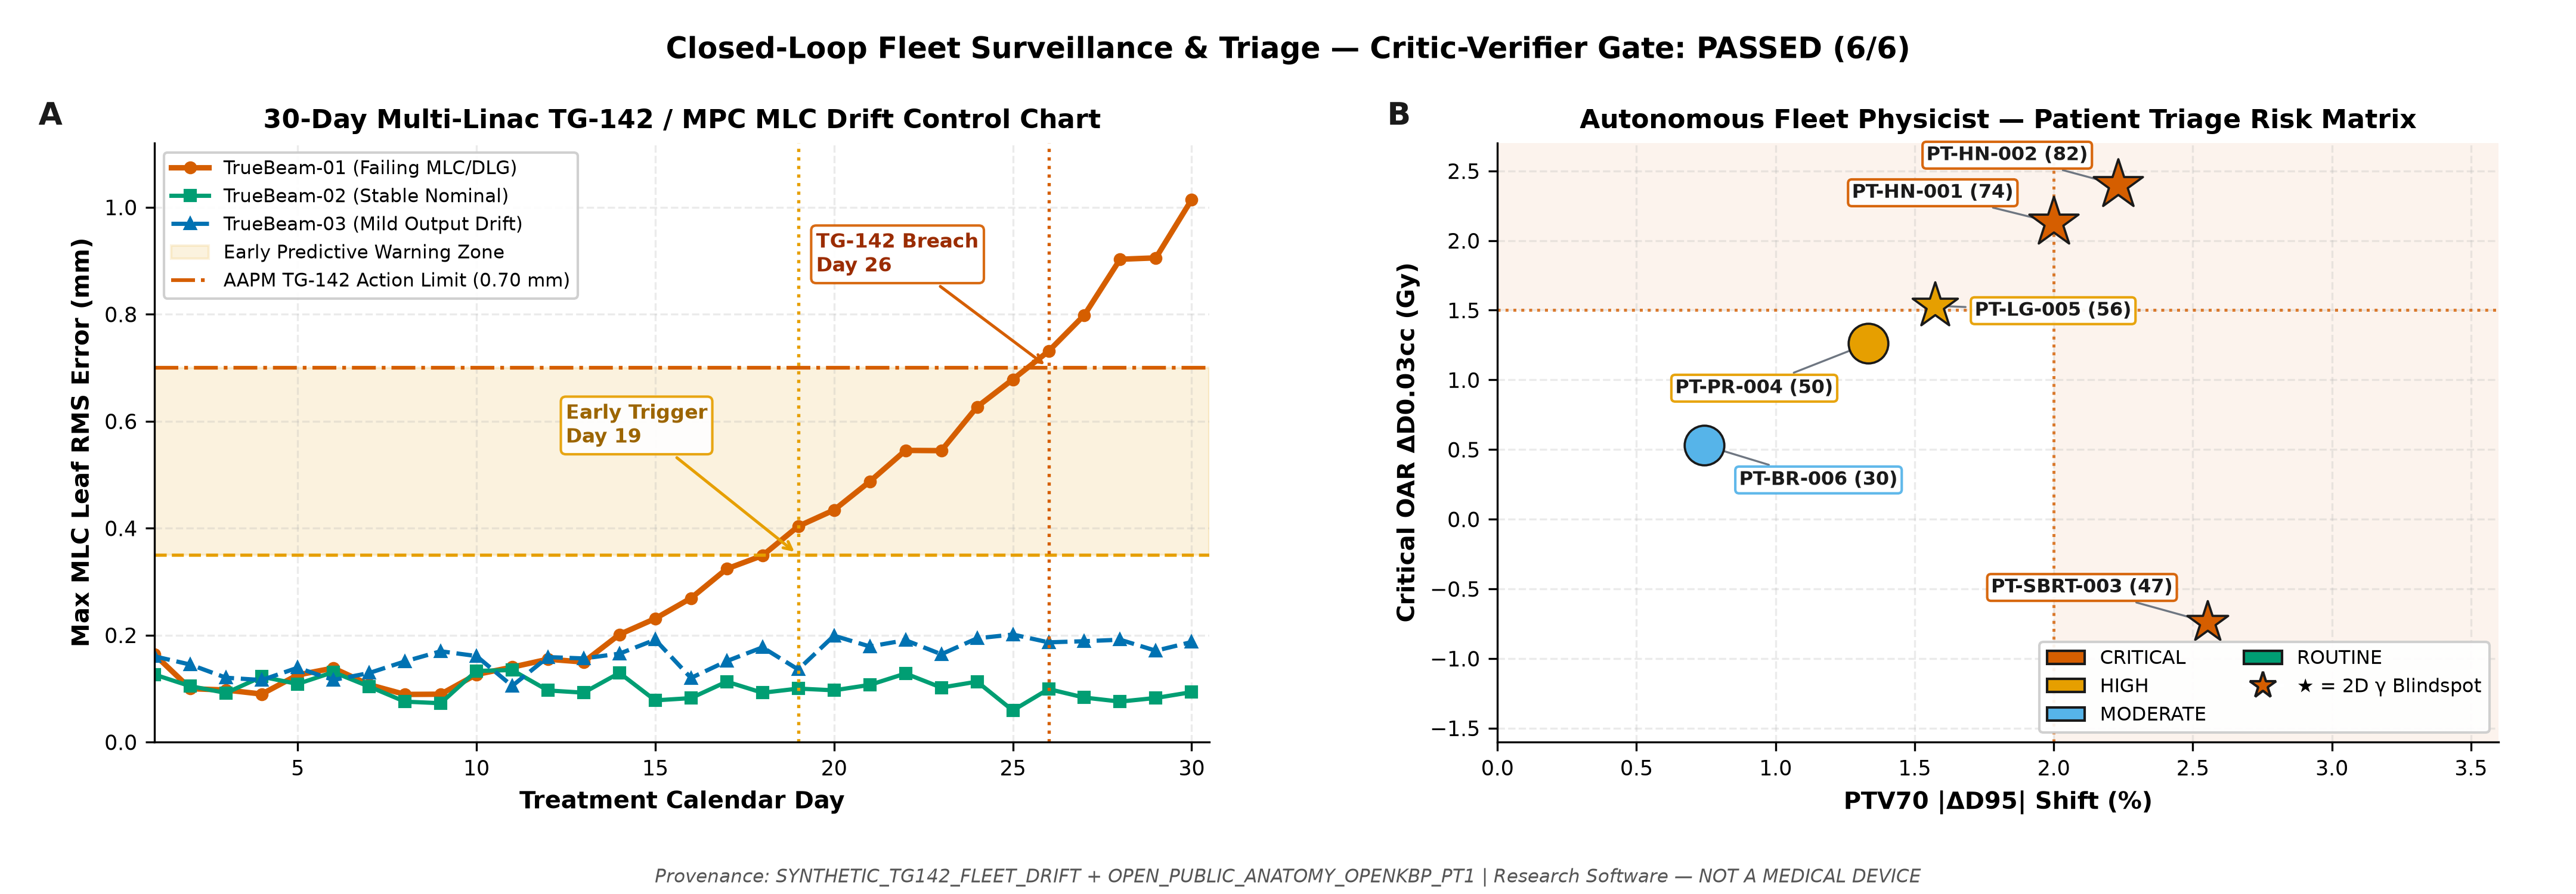 Closed-Loop Fleet Surveillance & Triage — Critic-Verifier Gate: PASSED (6/6)
A
30-Day Multi-Linac TG-142 / MPC MLC Drift Control Chart
TrueBeam-01 (Failing MLC/DLG)
TrueBeam-02 (Stable Nominal)
TrueBeam-03 (Mild Output Drift)
Early Predictive Warning Zone
AAPM TG-142 Action Limit (0.70 mm)
TG-142 Breach
Day 26
Early Trigger
Day 19
Max MLC Leaf RMS Error (mm)
1.0
0.8
0.6
0.4
0.2
0.0
5
10
15
20
25
30
Treatment Calendar Day
B
Autonomous Fleet Physicist — Patient Triage Risk Matrix
PT-HN-002 (82)
PT-HN-001 (74)
PT-LG-005 (56)
PT-PR-004 (50)
PT-BR-006 (30)
PT-SBRT-003 (47)
Critical OAR ΔD0.03cc (Gy)
2.5
2.0
1.5
1.0
0.5
0.0
−0.5
−1.0
−1.5
CRITICAL
HIGH
MODERATE
ROUTINE
★ = 2D γ Blindspot
0.0
0.5
1.0
1.5
2.0
2.5
3.0
3.5
PTV70 |ΔD95| Shift (%)
Provenance: SYNTHETIC_TG142_FLEET_DRIFT + OPEN_PUBLIC_ANATOMY_OPENKBP_PT1 | Research Software — NOT A MEDICAL DEVICE